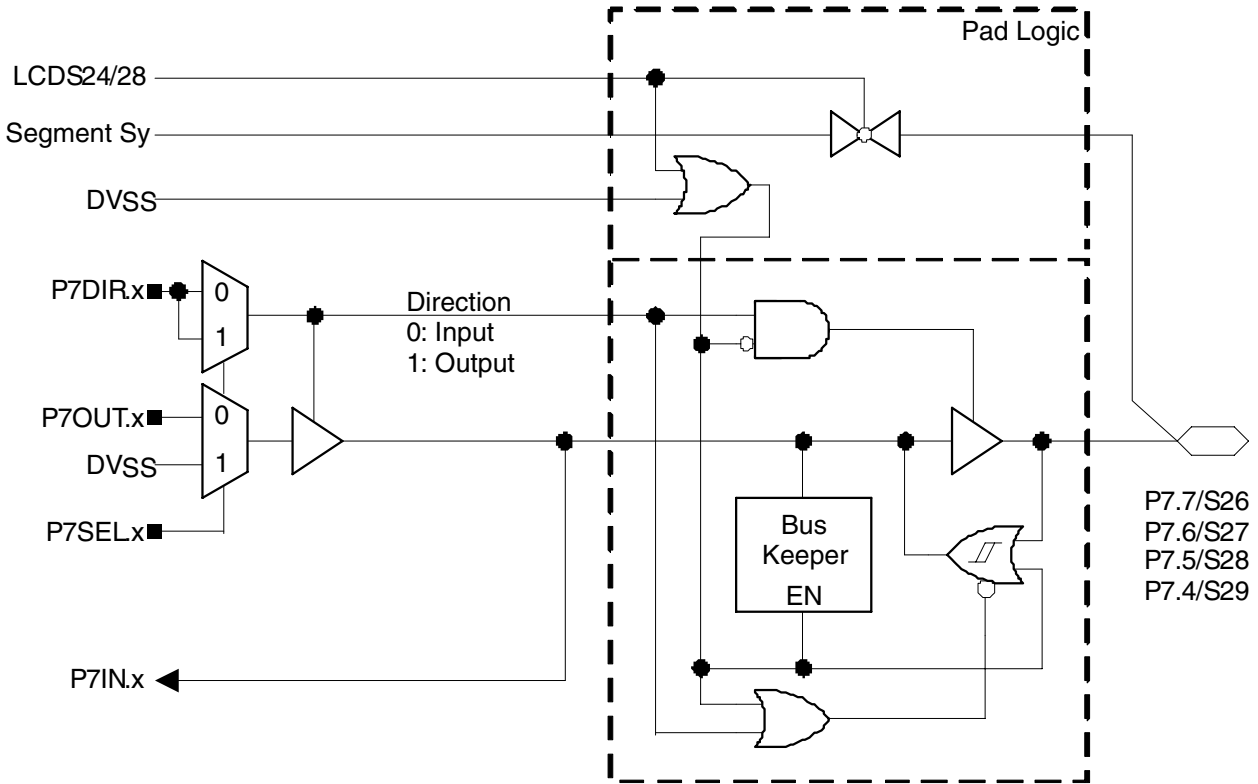 Pad Logic
LCDS24/28
Segment Sy
DVSS
P7DIR.x
0
1
Direction
0: Input
1: Output
P7OUT.x
0
DVSS
1
P7SEL.x
Bus
Keeper
EN
P7.7/S26
P7.6/S27
P7.5/S28
P7.4/S29
P7IN.x